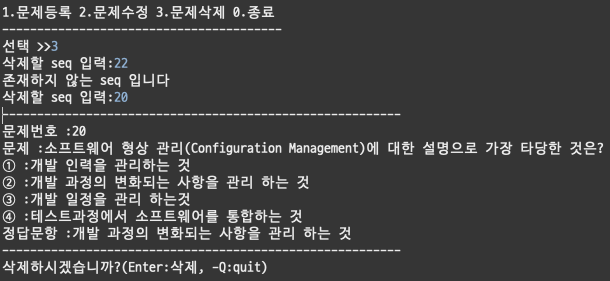 1.문제등록 2.문제수정 3.문제삭제 0.종료
----------------------------------------
선택 >>3
삭제할 seq 입력:22
존재하지 않는 seq 입니다
삭제할 seq 입력:20
---------------------------------------------------------
문제번호 :20
문제 :소프트웨어 형상 관리(Configuration Management)에 대한 설명으로 가장 타당한 것은?
① :개발 인력을 관리하는 것
② :개발 과정의 변화되는 사항을 관리 하는 것
③ :개발 일정을 관리 하는것
④ :테스트과정에서 소프트웨어를 통합하는 것
정답문항 :개발 과정의 변화되는 사항을 관리 하는 것
---------------------------------------------------------
삭제하시겠습니까?(Enter:삭제, -Q:quit)